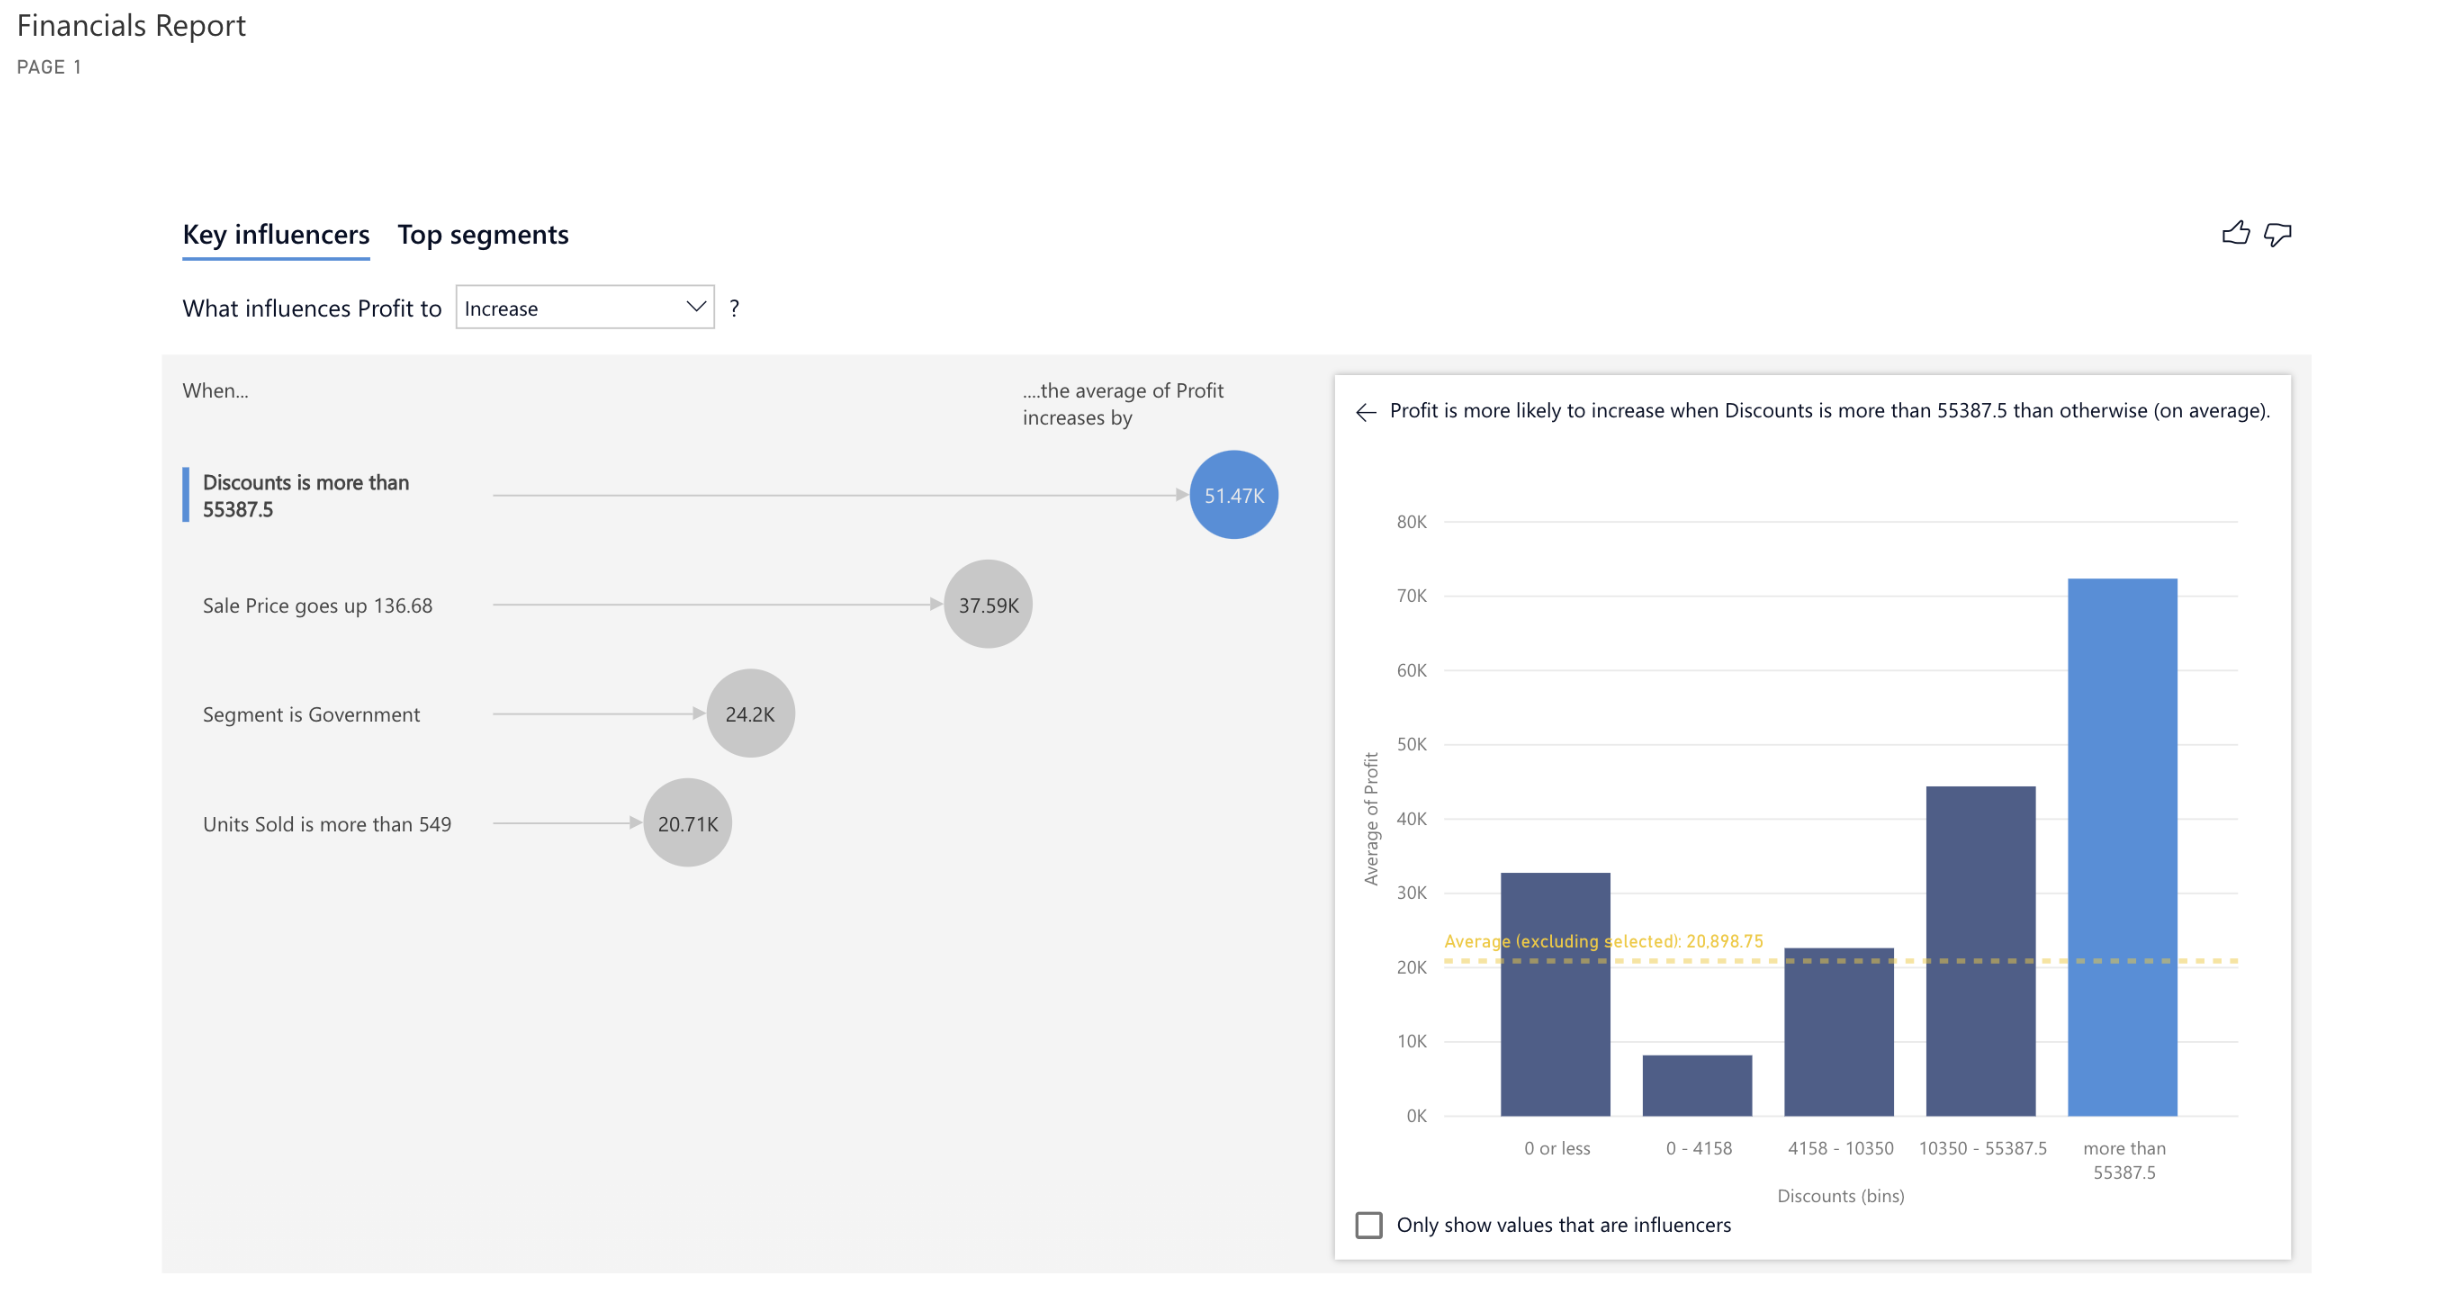 Financials Report
PAGE 1
Key influencers Top segments
What influences Profit to Increase ?
When...
....the average of Profit
increases by
Discounts is more than
55387.5
51.47K
Sale Price goes up 136.68
37.59K
Segment is Government
24.2K
Units Sold is more than 549
20.71K
Profit is more likely to increase when Discounts is more than 55387.5 than otherwise (on average).
80K
70K
60K
50K
40K
30K
20K
10K
0K
Average of Profit
Average (excluding selected): 20,898.75
0 or less
0 - 4158
4158 - 10350
10350 - 55387.5
more than
55387.5
Discounts (bins)
Only show values that are influencers